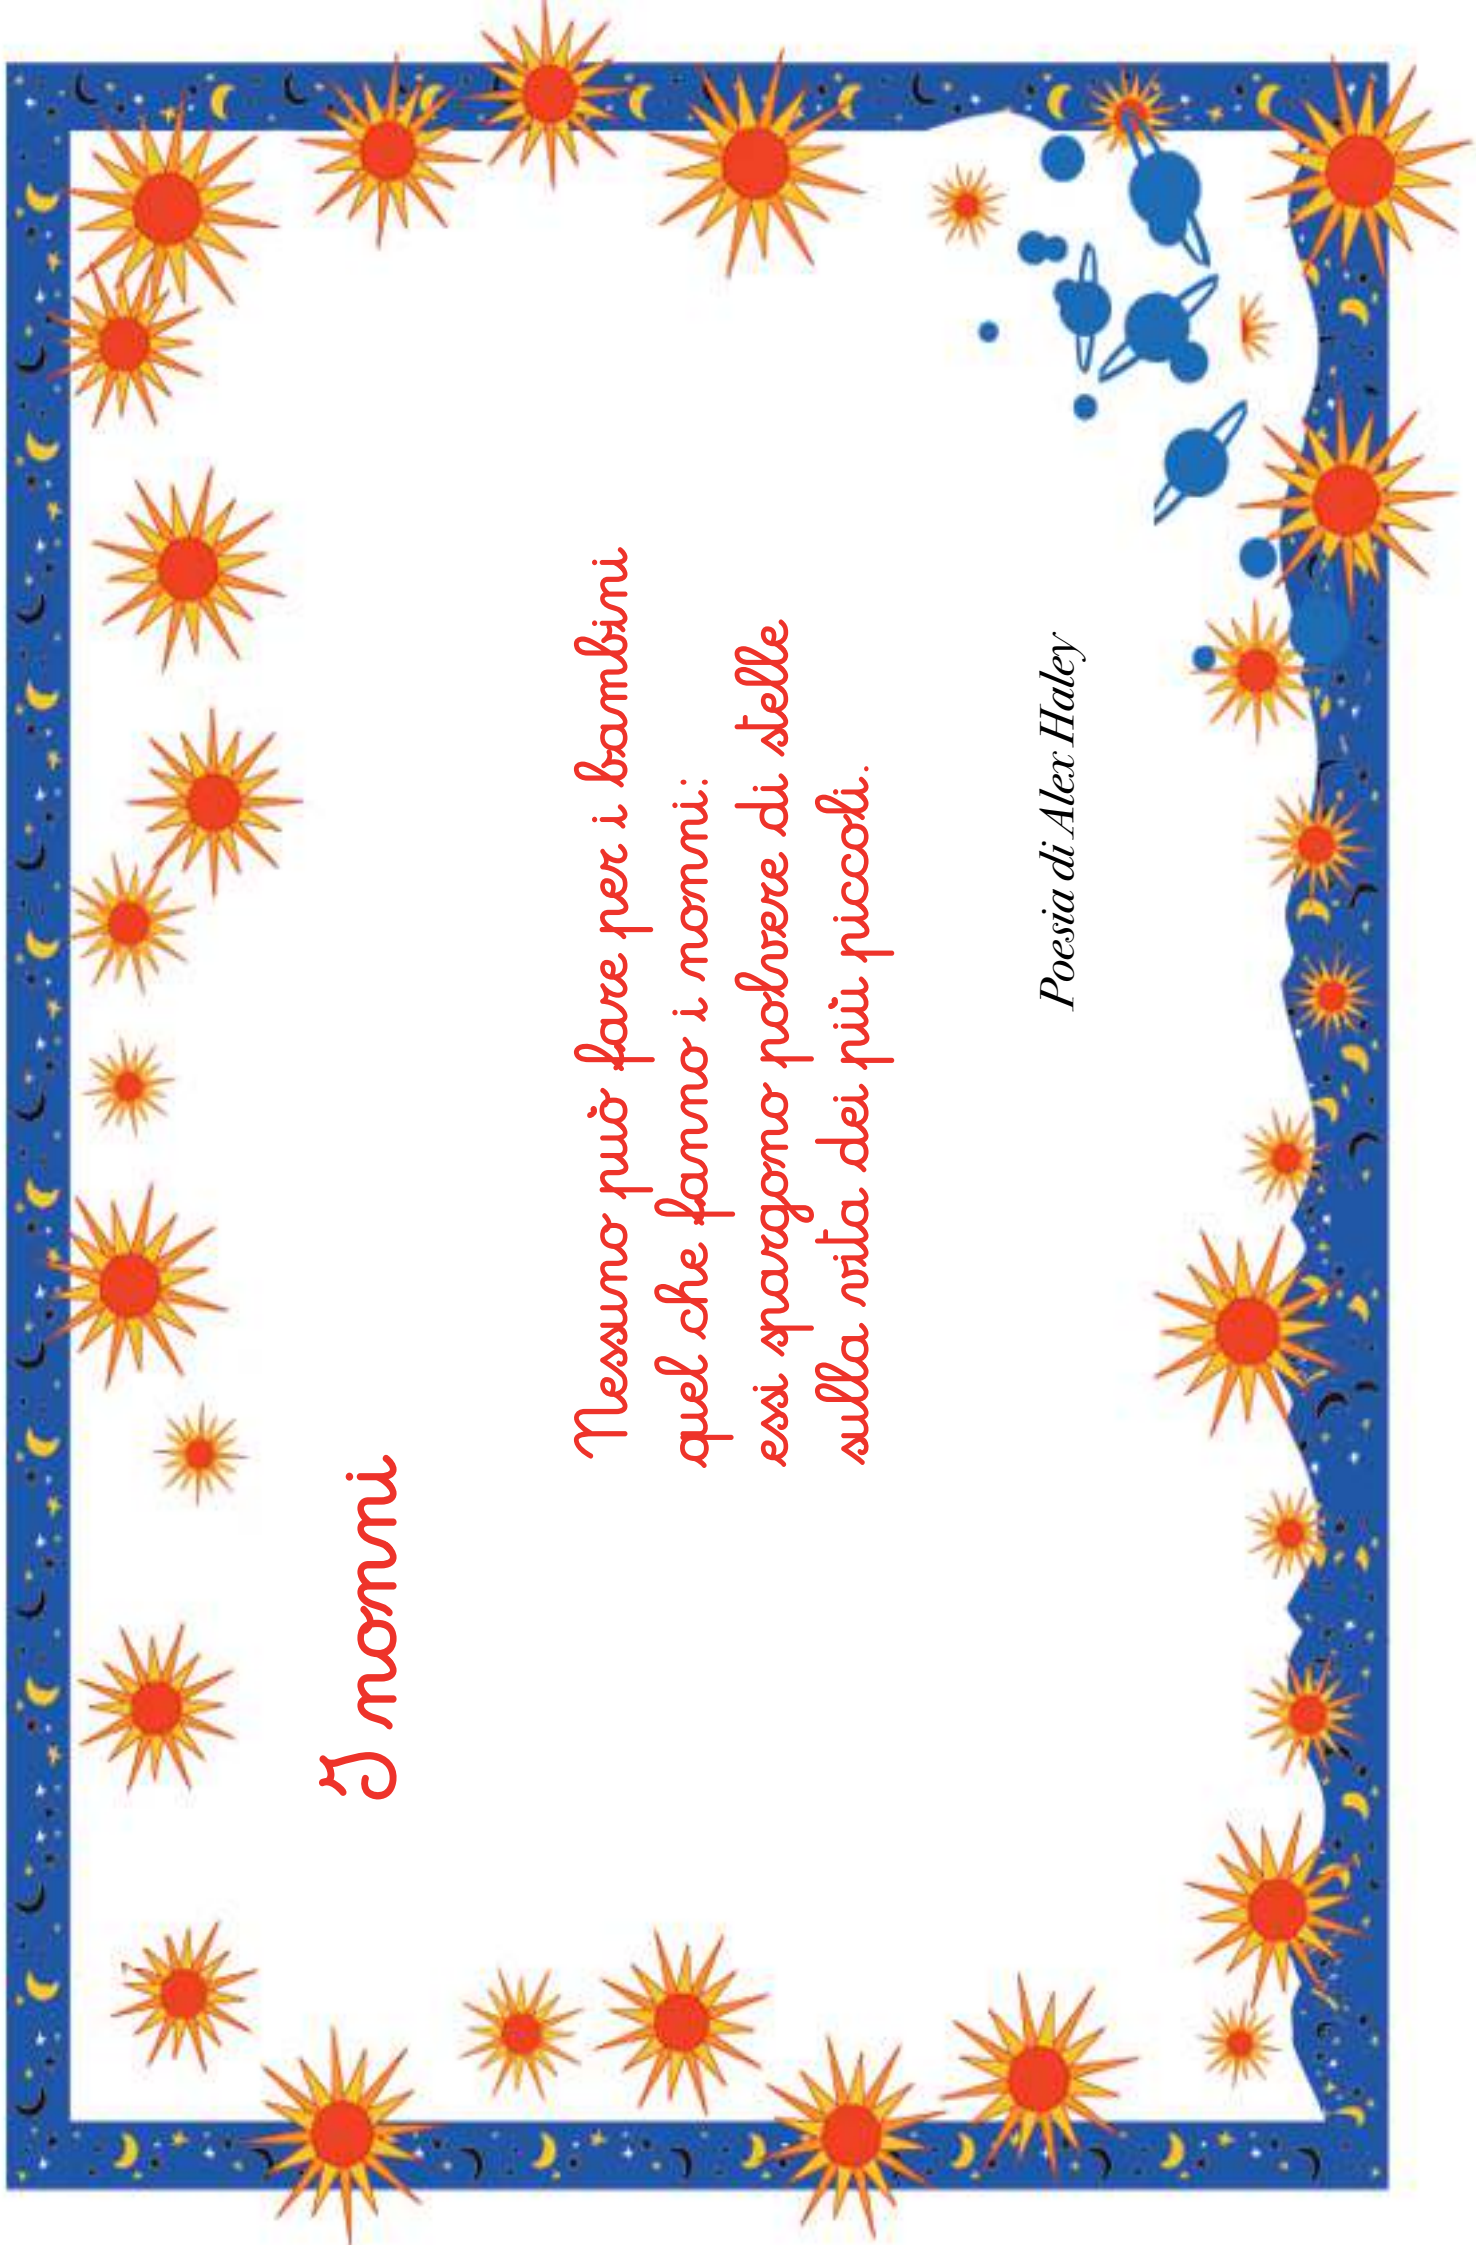 I nonni
Nessuno può fare per i bambini
quel che fanno i nonni:
essi spargono polvere di stelle
sulla vita dei più piccoli.
Poesia di Alex Haley